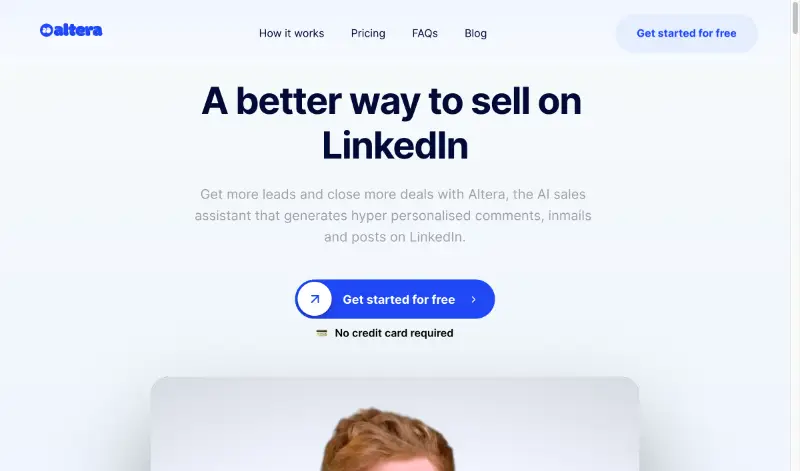 altera
How it works
Pricing
FAQs
Blog
Get started for free
A better way to sell on
LinkedIn
Get more leads and close more deals with Altera, the AI sales
assistant that generates hyper personalised comments, inmails
and posts on LinkedIn.
Get started for free
No credit card required